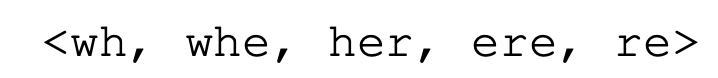 <wh, whe, her, ere, re>